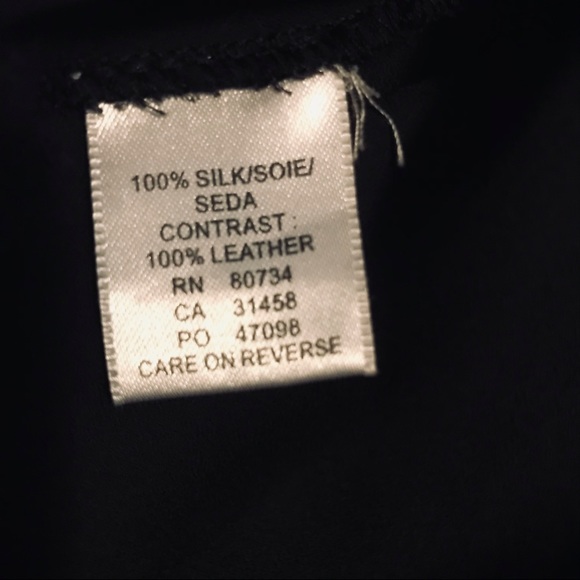 100% SILK/SOIE/
SEDA
CONTRAST :
100% LEATHER
RN 80734
CA 31458
PO 47098
CARE ON REVERSE